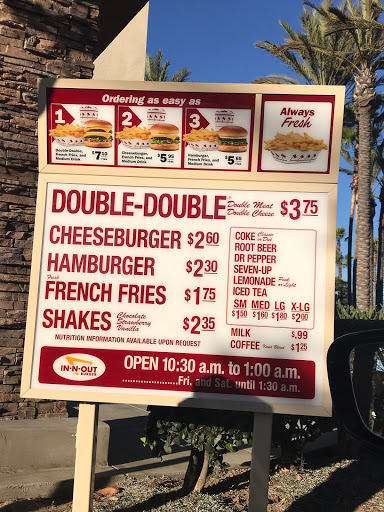 Ordering as easy as
1
Double-Double,
French Fries, and
Medium Drink
$7
2
Cheeseburger,
French Fries, and
Medium Drink
$5
3
Hamburger,
French Fries, and
Medium Drink
$5
Always
Fresh
DOUBLE-DOUBLE Double Meat Double Cheese $3.75
CHEESEBURGER $2.60
HAMBURGER $2.30
Fresh
FRENCH FRIES $1.75
SHAKES Chocolate Strawberry Vanilla $2.35
NUTRITION INFORMATION AVAILABLE UPON REQUEST
COKE Classic or Diet
ROOT BEER
DR PEPPER
SEVEN-UP
LEMONADE Pink or Light
ICED TEA
SM MED LG X-LG
$1.50 $1.60 $1.80 $2.00
MILK $.99
COFFEE $1.25
IN-N-OUT
BURGER
OPEN 10:30 a.m. to 1:00 a.m.
Fri. and Sat. until 1:30 a.m.